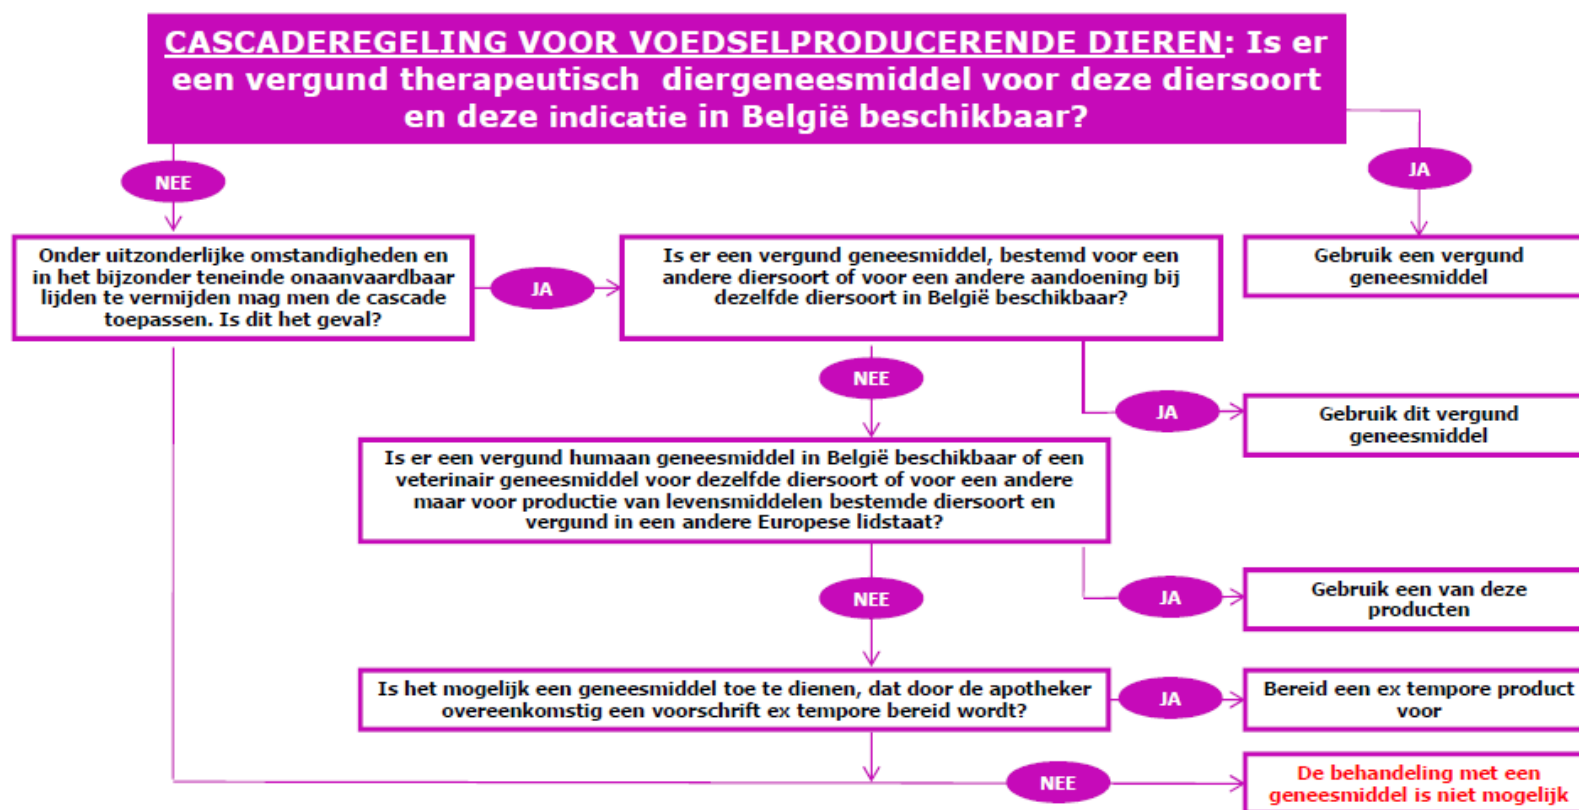 CASCADEREGELING VOOR VOEDSELPRODUCERENDE DIEREN: Is er
een vergund therapeutisch diergeneesmiddel voor deze diersoort
en deze indicatie in België beschikbaar?
NEE
JA
Onder uitzonderlijke omstandigheden en
in het bijzonder teneinde onaanvaardbaar
lijden te vermijden mag men de cascade
toepassen. Is dit het geval?
JA
Is er een vergund geneesmiddel, bestemd voor een
andere diersoort of voor een andere aandoening bij
dezelfde diersoort in België beschikbaar?
Gebruik een vergund
geneesmiddel
NEE
JA
Gebruik dit vergund
geneesmiddel
Is er een vergund humaan geneesmiddel in België beschikbaar of een
veterinair geneesmiddel voor dezelfde diersoort of voor een andere
maar voor productie van levensmiddelen bestemde diersoort en
vergund in een andere Europese lidstaat?
NEE
JA
Gebruik een van deze
producten
Is het mogelijk een geneesmiddel toe te dienen, dat door de apotheker
overeenkomstig een voorschrift ex tempore bereid wordt?
JA
Bereid een ex tempore product
voor
NEE
De behandeling met een
geneesmiddel is niet mogelijk